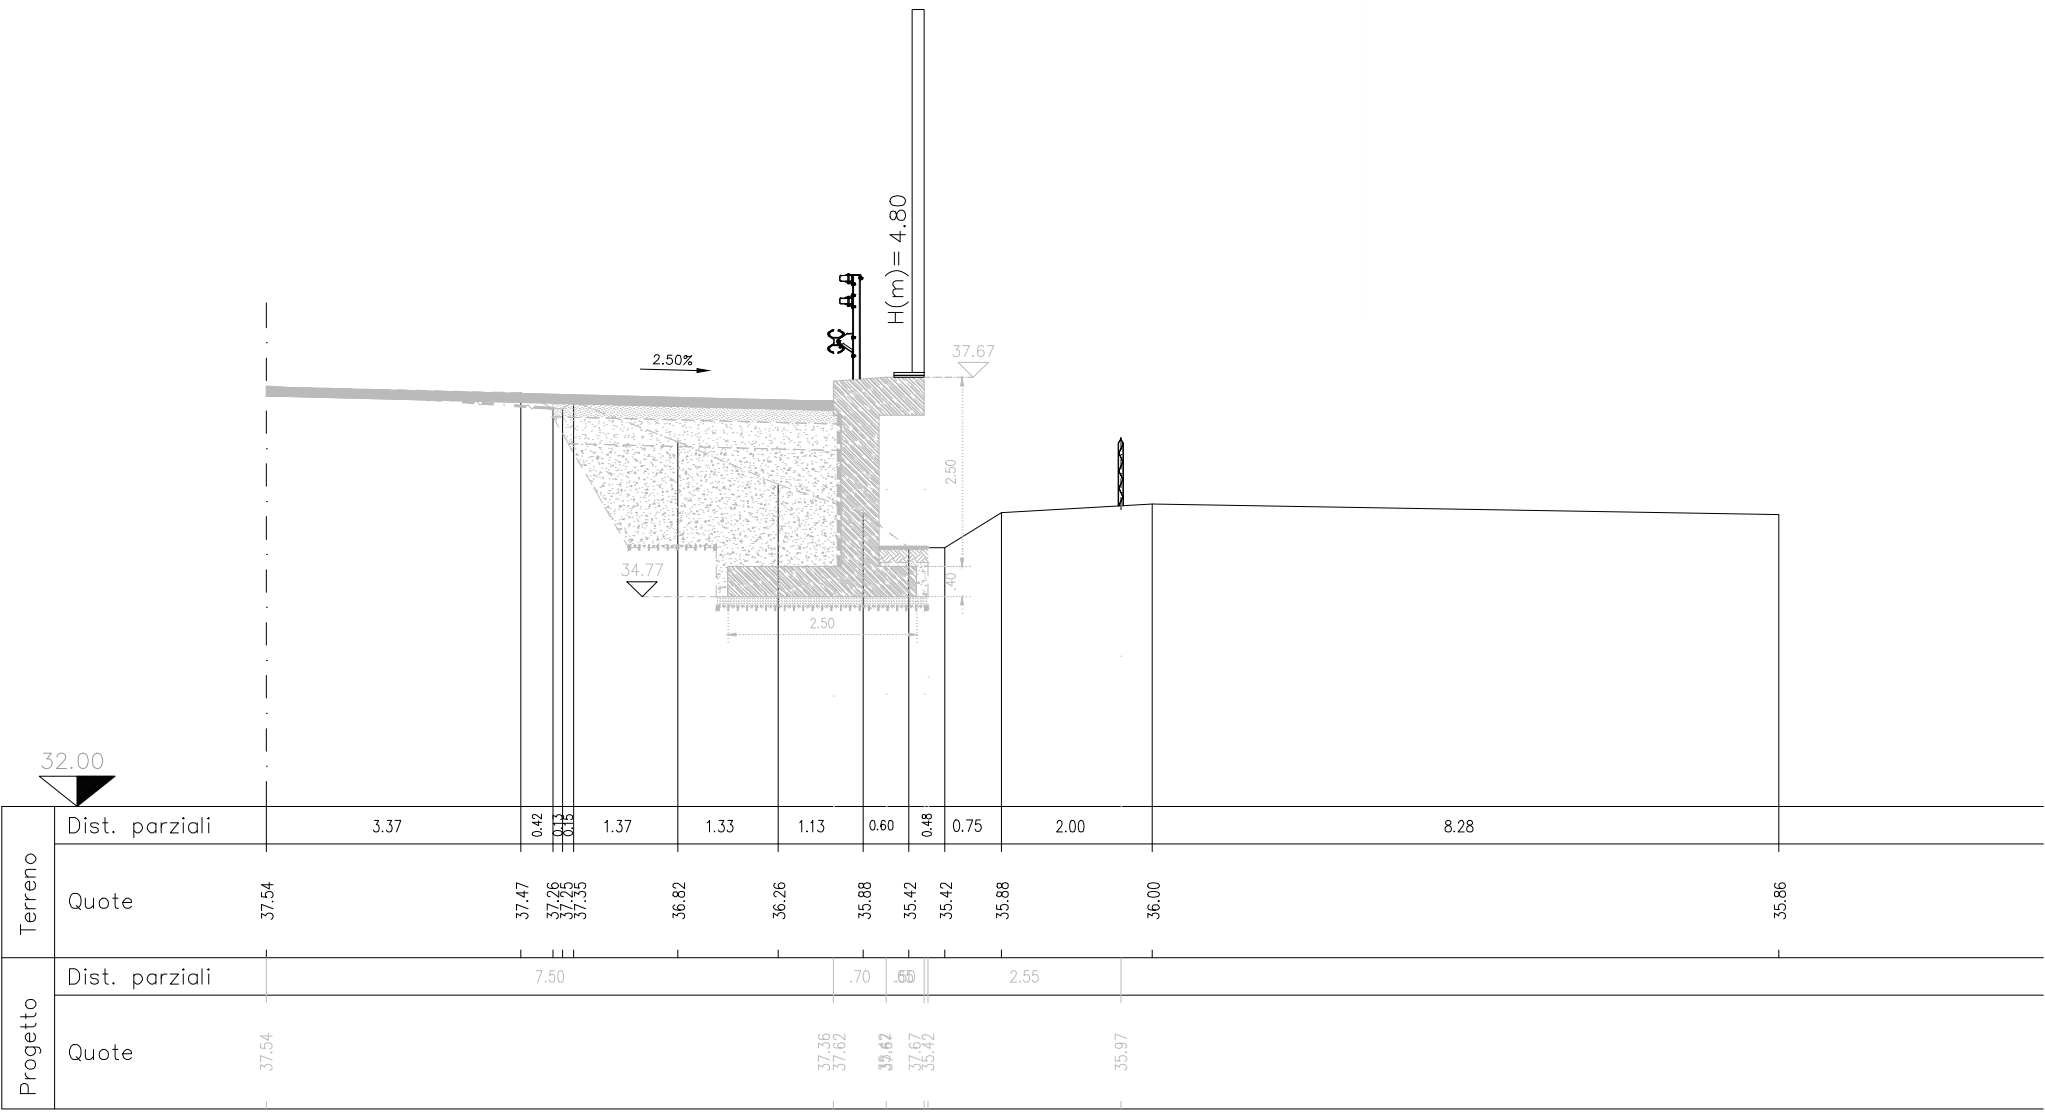 H(m)= 4.80
37.67
2.50%
2.50
34.77
.40
2.50
32.00
Terreno
Dist. parziali 3.37 0.42 0.13 0.15 1.37 1.33 1.13 0.60 0.48 0.75 2.00 8.28
Quote 37.54 37.47 37.26 37.25 37.35 36.82 36.26 35.88 35.42 35.42 35.88 36.00 35.86
Progetto
Dist. parziali 7.50 .70 2.55
Quote 37.54 37.36 37.62 37.67 35.42 35.97